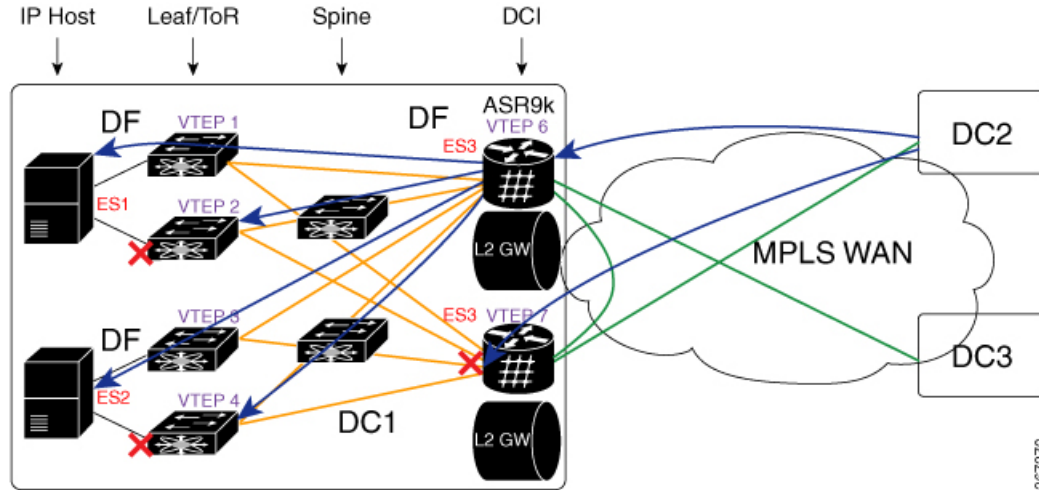 IP Host
Leaf/ToR
Spine
DCI
DF
VTEP 1
DF
ASR9k
VTEP 6
ES3
DC2
ES1
VTEP 2
L2 GW
MPLS WAN
ES3
VTEP 7
DF
VTEP 3
DC3
ES2
VTEP 4
DC1
L2 GW